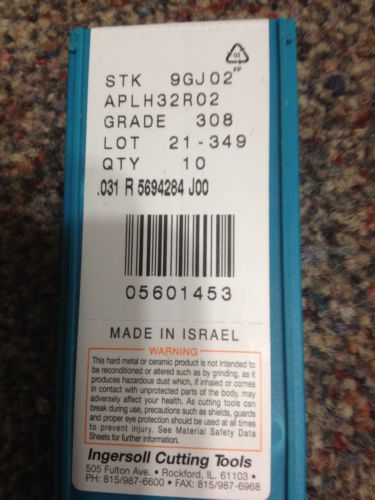 05
PP
STK 9GJ02
APLH32R02
GRADE 308
LOT 21-349
QTY 10
.031 R 5694284 J00
05601453
MADE IN ISRAEL
WARNING
This hard metal or ceramic product is not intended to
be reconditioned or altered such as by grinding, as it
produces hazardous dust which, if inhaled or comes
in contact with unprotected parts of the body, may
adversely affect your health. As cutting tools can
break during use, precautions such as shields, guards
and proper eye protection should be used at all times
to prevent injury. See Material Safety Data
Sheets for further information.
Ingersoll Cutting Tools
505 Fulton Ave. • Rockford, IL. 61103 •
PH: 815/987-6600 • FAX: 815/987-6968